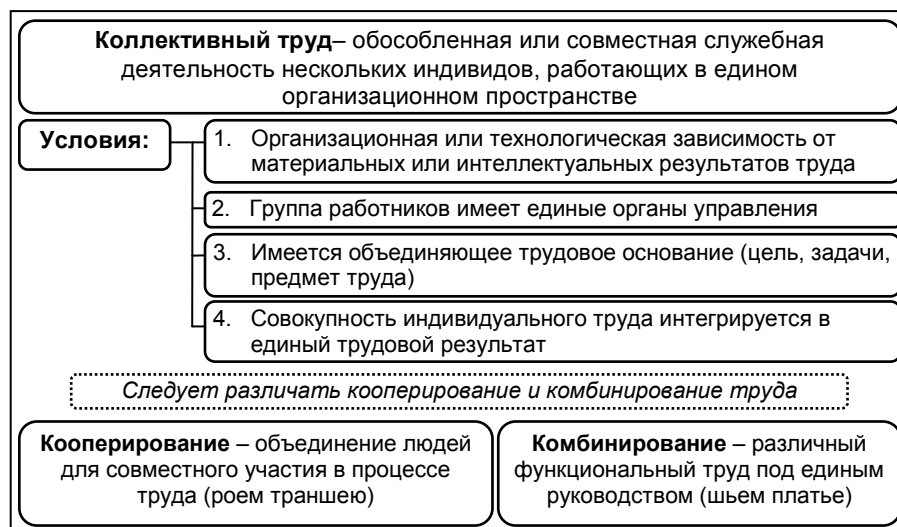 Коллективный труд– обособленная или совместная служебная
деятельность нескольких индивидов, работающих в едином
организационном пространстве
Условия:
1. Организационная или технологическая зависимость от
материальных или интеллектуальных результатов труда
2. Группа работников имеет единые органы управления
3. Имеется объединяющее трудовое основание (цель, задачи,
предмет труда)
4. Совокупность индивидуального труда интегрируется в
единый трудовой результат
Следует различать кооперирование и комбинирование труда
Кооперирование – объединение людей
для совместного участия в процессе
труда (роем траншею)
Комбинирование – различный
функциональный труд под единым
руководством (шьем платье)